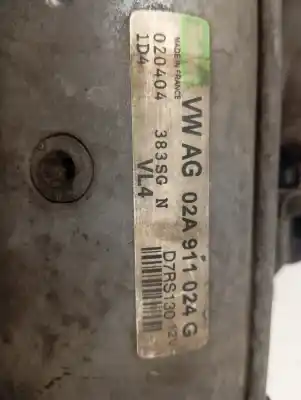 MADE IN FRANCE
VW AG 02A 911 024 G
020404 383SG N D7RS130 12V
1D4 VL4